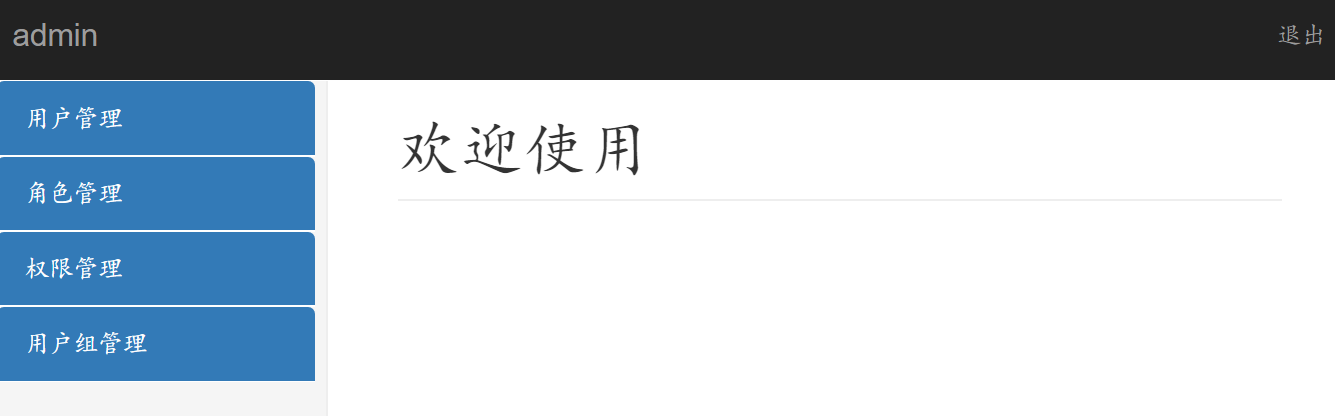 admin
退出
用户管理
角色管理
权限管理
用户组管理
欢迎使用